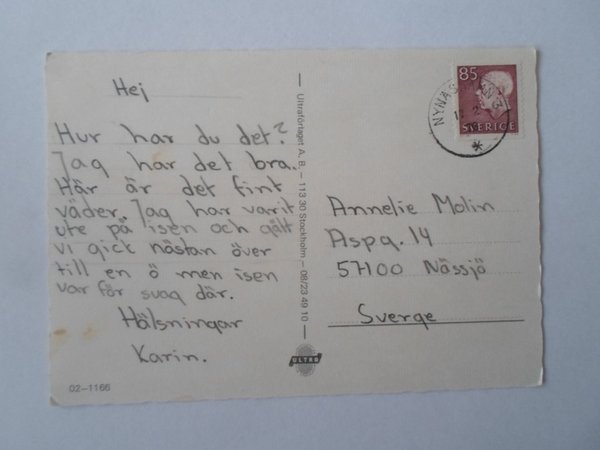 Hej
Hur har du det?
Jag har det bra.
Här är det fint
väder. Jag har varit
ute på isen och gått
vi gick nästan över
till en ö men isen
var för svag där.
Hälsningar
Karin.
02-1166
Ultraförlaget A.B. – 113 30 Stockholm – 08/23 49 10
ULTRA
85
SVERIGE
Annelie Molin
Aspg. 14
57100 Nässjö
Sverge